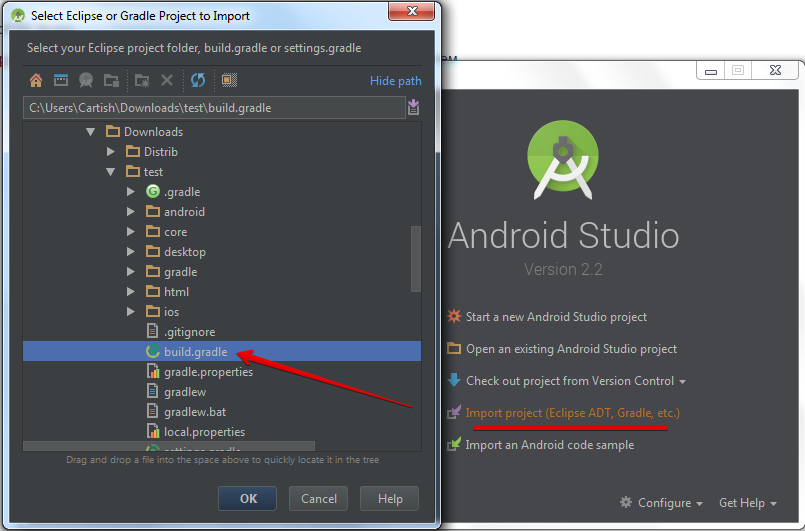 Select Eclipse or Gradle Project to Import
Select your Eclipse project folder, build.gradle or settings.gradle
Hide path
C:\Users\Cartish\Downloads\test\build.gradle
Downloads
Distrib
test
.gradle
android
core
desktop
gradle
html
ios
.gitignore
build.gradle
gradle.properties
gradlew
gradlew.bat
local.properties
settings.gradle
Drag and drop a file into the space above to quickly locate it in the tree
OK
Cancel
Help
Android Studio
Version 2.2
Start a new Android Studio project
Open an existing Android Studio project
Check out project from Version Control
Import project (Eclipse ADT, Gradle, etc.)
Import an Android code sample
Configure
Get Help